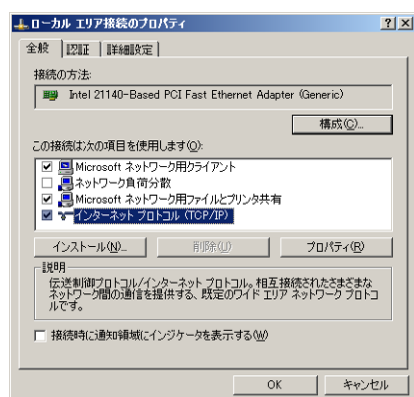 ローカル エリア接続のプロパティ
全般 認証 詳細設定
接続の方法:
Intel 21140-Based PCI Fast Ethernet Adapter (Generic)
構成(C)...
この接続は次の項目を使用します(O):
Microsoft ネットワーク用クライアント
ネットワーク負荷分散
Microsoft ネットワーク用ファイルとプリンタ共有
インターネット プロトコル (TCP/IP)
インストール(N)... 削除(U) プロパティ(R)
説明
伝送制御プロトコル/インターネット プロトコル。相互接続されたさまざまな
ネットワーク間の通信を提供する、既定のワイド エリア ネットワーク プロトコ
ルです。
接続時に通知領域にインジケータを表示する(W)
OK キャンセル